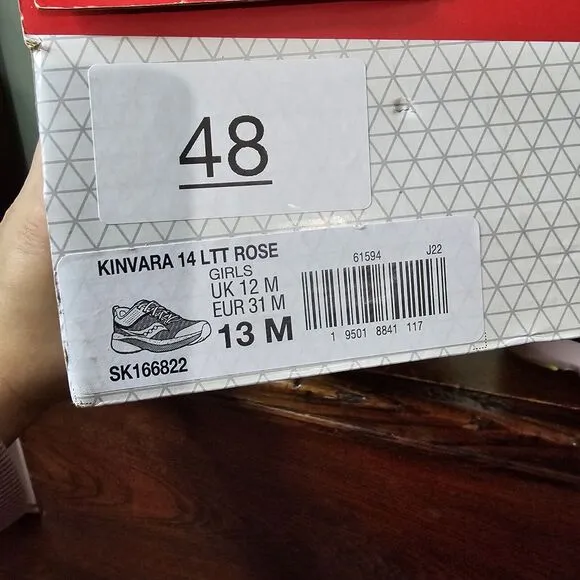 48
KINVARA 14 LTT ROSE
GIRLS
UK 12 M
EUR 31 M
13 M
SK166822
61594 J22
1 9501 8841 117